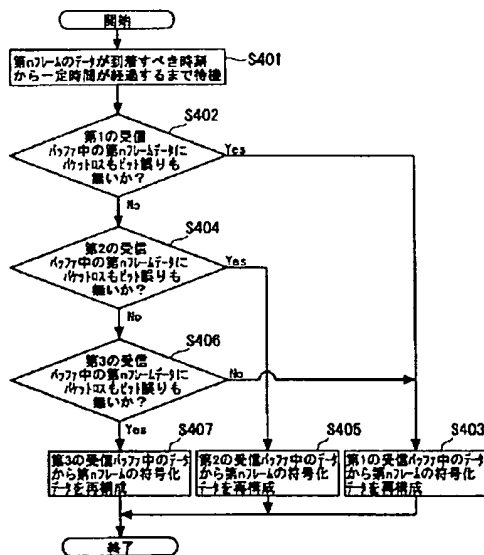 開始
S401
第nフレームのデータが到着すべき時刻
から一定時間が経過するまで待機
S402
第1の受信
バッファ中の第nフレームデータに
パケットロスもビット誤りも
無いか?
Yes
No
S404
第2の受信
バッファ中の第nフレームデータに
パケットロスもビット誤りも
無いか?
Yes
No
S406
第3の受信
バッファ中の第nフレームデータに
パケットロスもビット誤りも
無いか?
No
Yes
S407
第3の受信バッファ中のデータ
から第nフレームの符号化
データを再構成
S405
第2の受信バッファ中のデータ
から第nフレームの符号化
データを再構成
S403
第1の受信バッファ中のデータ
から第nフレームの符号化
データを再構成
終了